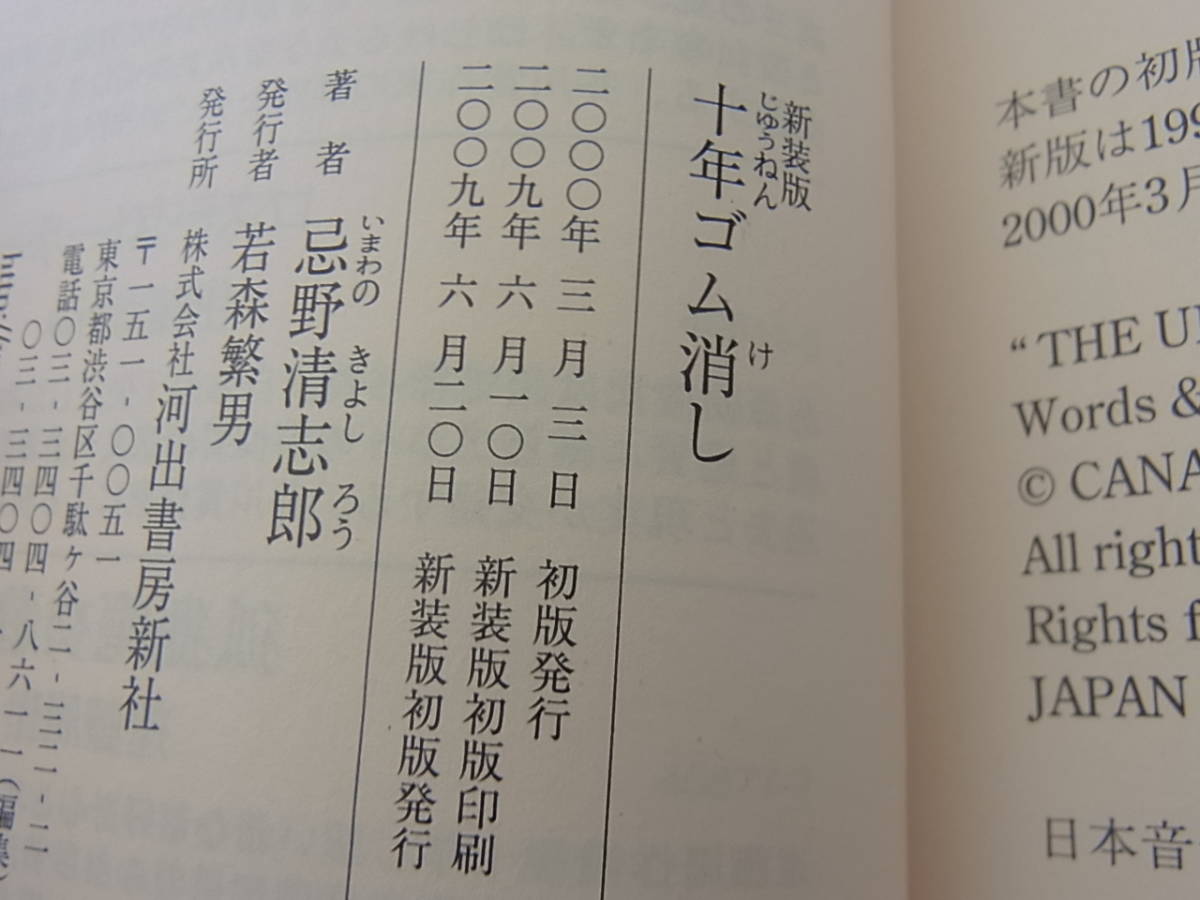 本書の初版
新版は199
2000年3月
“THE U
Words &
© CANA
All right
Rights f
JAPAN
日本音
新装版
十年ゴム消し
じゅうねん
け
二〇〇〇年 三 月 三 日 初版発行
二〇〇九年 六 月一〇日 新装版初版印刷
二〇〇九年 六 月二〇日 新装版初版発行
著 者 忌野清志郎
いまわの きよし ろう
発行者 若森繁男
発行所 株式会社河出書房新社
〒一五一-〇〇五一
東京都渋谷区千駄ヶ谷二-三二-二
電話〇三-三四〇四-八六一一(編集)
〇三-三四〇四